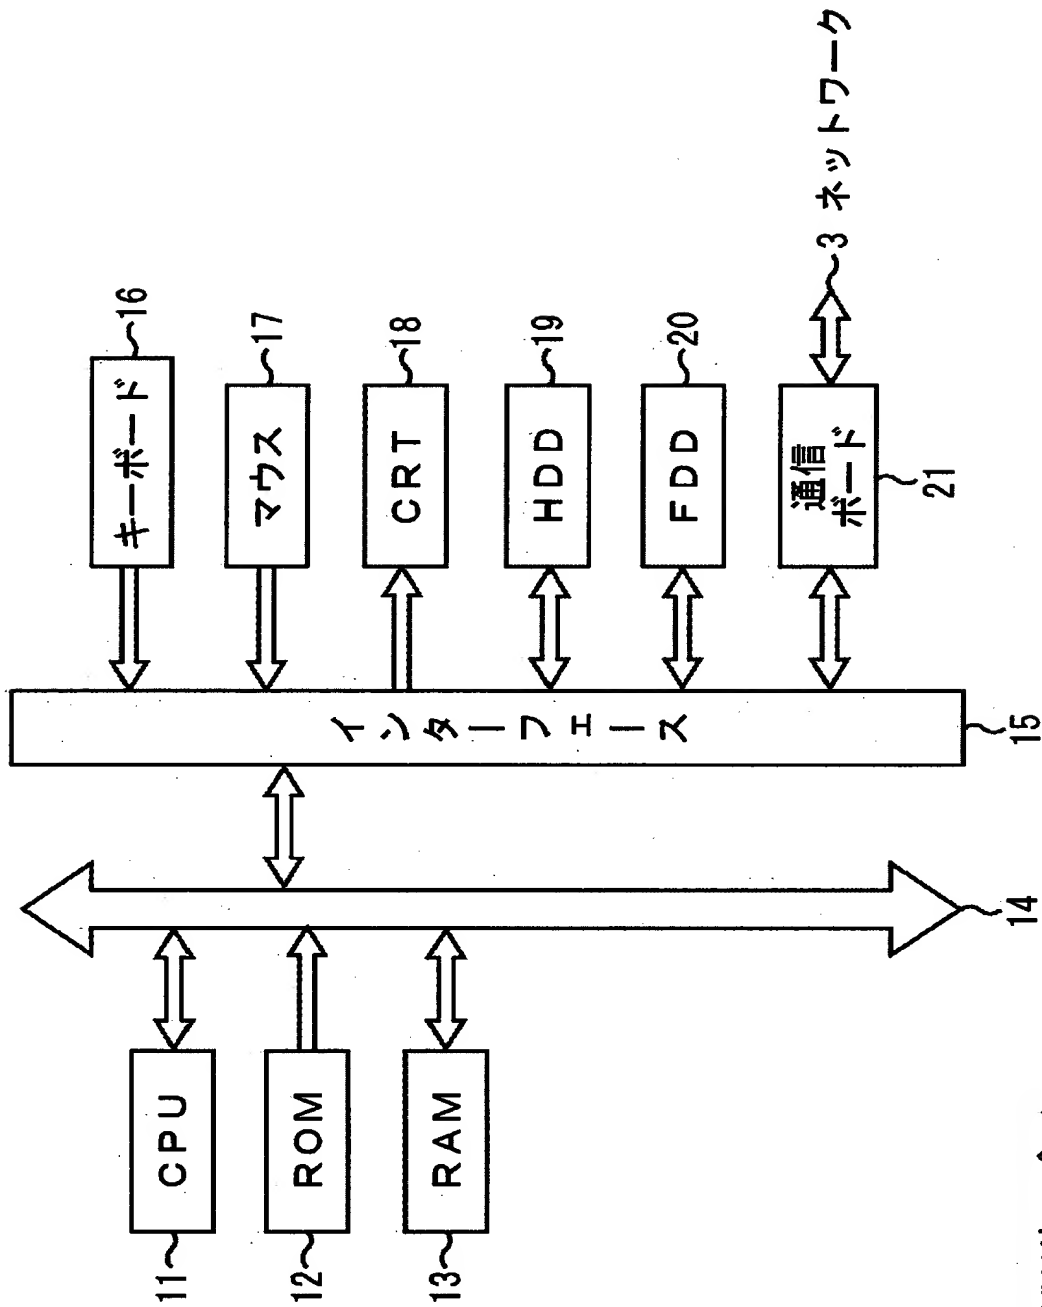 11 CPU
12 ROM
13 RAM
14
インターフェース
15
キーボード 16
マウス 17
CRT 18
HDD 19
FDD 20
通信
ボード
21
3 ネットワーク